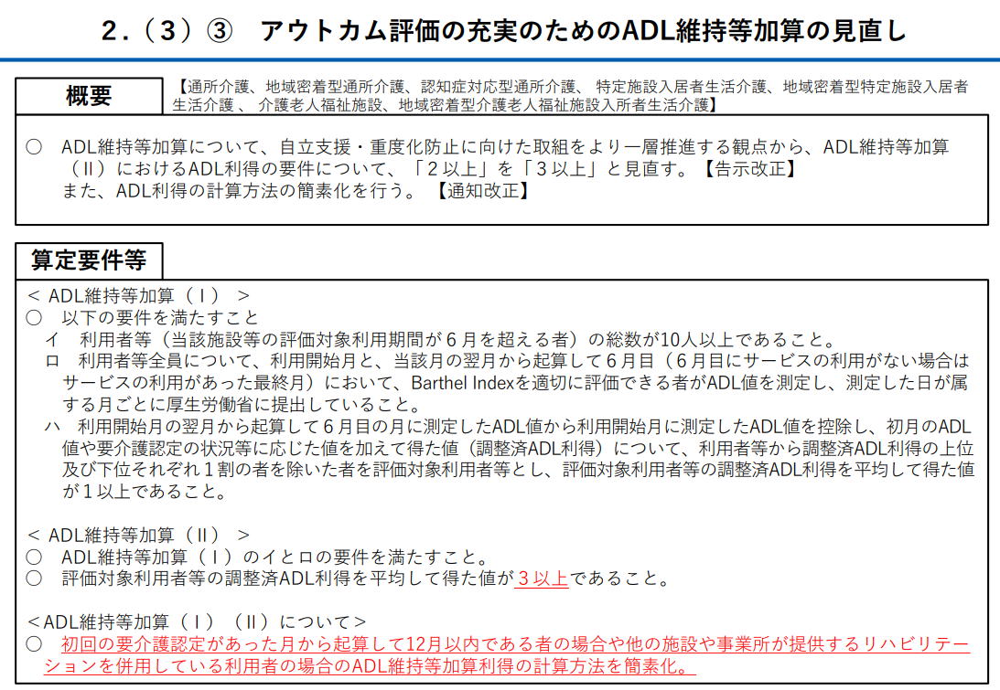 ２．（３）③　アウトカム評価の充実のためのADL維持等加算の見直し
概要
【通所介護、地域密着型通所介護、認知症対応型通所介護、 特定施設入居者生活介護、地域密着型特定施設入居者
生活介護 、 介護老人福祉施設、地域密着型介護老人福祉施設入所者生活介護】
○　ADL維持等加算について、自立支援・重度化防止に向けた取組をより一層推進する観点から、ADL維持等加算
（Ⅱ）におけるADL利得の要件について、「２以上」を「３以上」と見直す。【告示改正】
また、ADL利得の計算方法の簡素化を行う。 【通知改正】
算定要件等
＜ ADL維持等加算（Ⅰ） ＞
○　以下の要件を満たすこと
イ　利用者等（当該施設等の評価対象利用期間が６月を超える者）の総数が10人以上であること。
ロ　利用者等全員について、利用開始月と、当該月の翌月から起算して６月目（６月目にサービスの利用がない場合は
サービスの利用があった最終月）において、Barthel Indexを適切に評価できる者がADL値を測定し、測定した日が属
する月ごとに厚生労働省に提出していること。
ハ　利用開始月の翌月から起算して６月目の月に測定したADL値から利用開始月に測定したADL値を控除し、初月のADL
値や要介護認定の状況等に応じた値を加えて得た値（調整済ADL利得）について、利用者等から調整済ADL利得の上位
及び下位それぞれ１割の者を除いた者を評価対象利用者等とし、評価対象利用者等の調整済ADL利得を平均して得た値
が１以上であること。
＜ ADL維持等加算（Ⅱ） ＞
○　ADL維持等加算（Ⅰ）のイとロの要件を満たすこと。
○　評価対象利用者等の調整済ADL利得を平均して得た値が３以上であること。
＜ADL維持等加算（Ⅰ）（Ⅱ）について＞
○　初回の要介護認定があった月から起算して12月以内である者の場合や他の施設や事業所が提供するリハビリテー
ションを併用している利用者の場合のADL維持等加算利得の計算方法を簡素化。